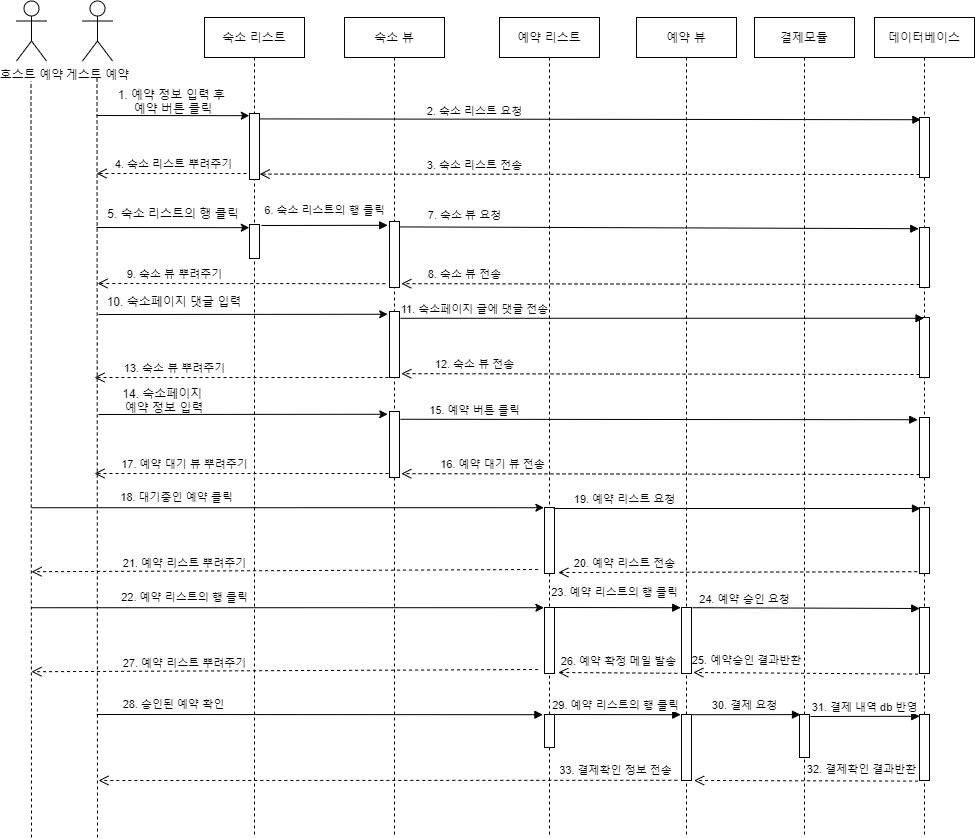 숙소 리스트
숙소 뷰
예약 리스트
예약 뷰
결제모듈
데이터베이스
호스트 예약
게스트 예약
1. 예약 정보 입력 후
예약 버튼 클릭
2. 숙소 리스트 요청
4. 숙소 리스트 뿌려주기
3. 숙소 리스트 전송
5. 숙소 리스트의 행 클릭
6. 숙소 리스트의 행 클릭
7. 숙소 뷰 요청
9. 숙소 뷰 뿌려주기
8. 숙소 뷰 전송
10. 숙소페이지 댓글 입력
11. 숙소페이지 글에 댓글 전송
13. 숙소 뷰 뿌려주기
12. 숙소 뷰 전송
14. 숙소페이지
예약 정보 입력
15. 예약 버튼 클릭
17. 예약 대기 뷰 뿌려주기
16. 예약 대기 뷰 전송
18. 대기중인 예약 클릭
19. 예약 리스트 요청
21. 예약 리스트 뿌려주기
20. 예약 리스트 전송
22. 예약 리스트의 행 클릭
23. 예약 리스트의 행 클릭
24. 예약 승인 요청
27. 예약 리스트 뿌려주기
26. 예약 확정 메일 발송
25. 예약승인 결과반환
28. 승인된 예약 확인
29. 예약 리스트의 행 클릭
30. 결제 요청
31. 결제 내역 db 반영
33. 결제확인 정보 전송
32. 결제확인 결과반환